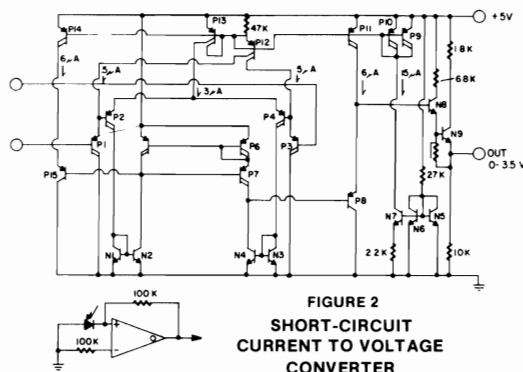 P14
P13
47K
P12
P11
P10
P9
+5V
6μA
5μA
3μA
5μA
6μA
15μA
1.8K
6.8K
P2
P4
N8
N9
P1
P6
P3
OUT
0-3.5V
P15
P7
P8
27K
N7
N6
N5
N1
N2
N4
N3
2.2K
10K
100K
100K
+
-
FIGURE 2
SHORT-CIRCUIT
CURRENT TO VOLTAGE
CONVERTER